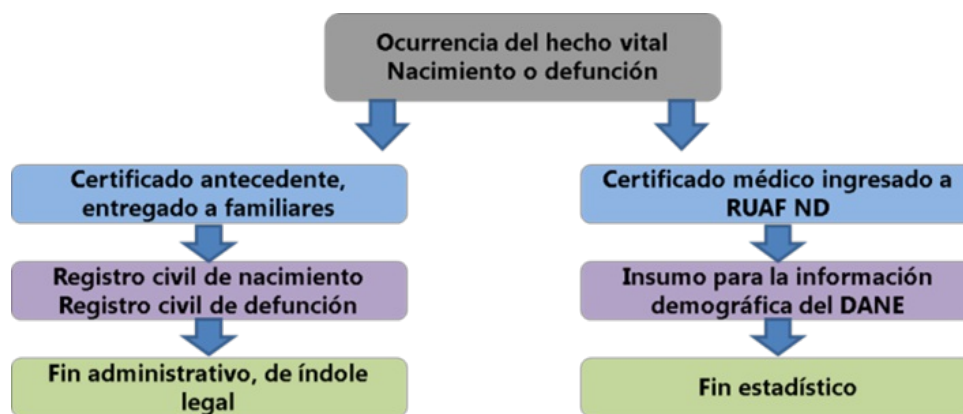 Ocurrencia del hecho vital
Nacimiento o defunción
Certificado antecedente,
entregado a familiares
Certificado médico ingresado a
RUAF ND
Registro civil de nacimiento
Registro civil de defunción
Insumo para la información
demográfica del DANE
Fin administrativo, de índole
legal
Fin estadístico